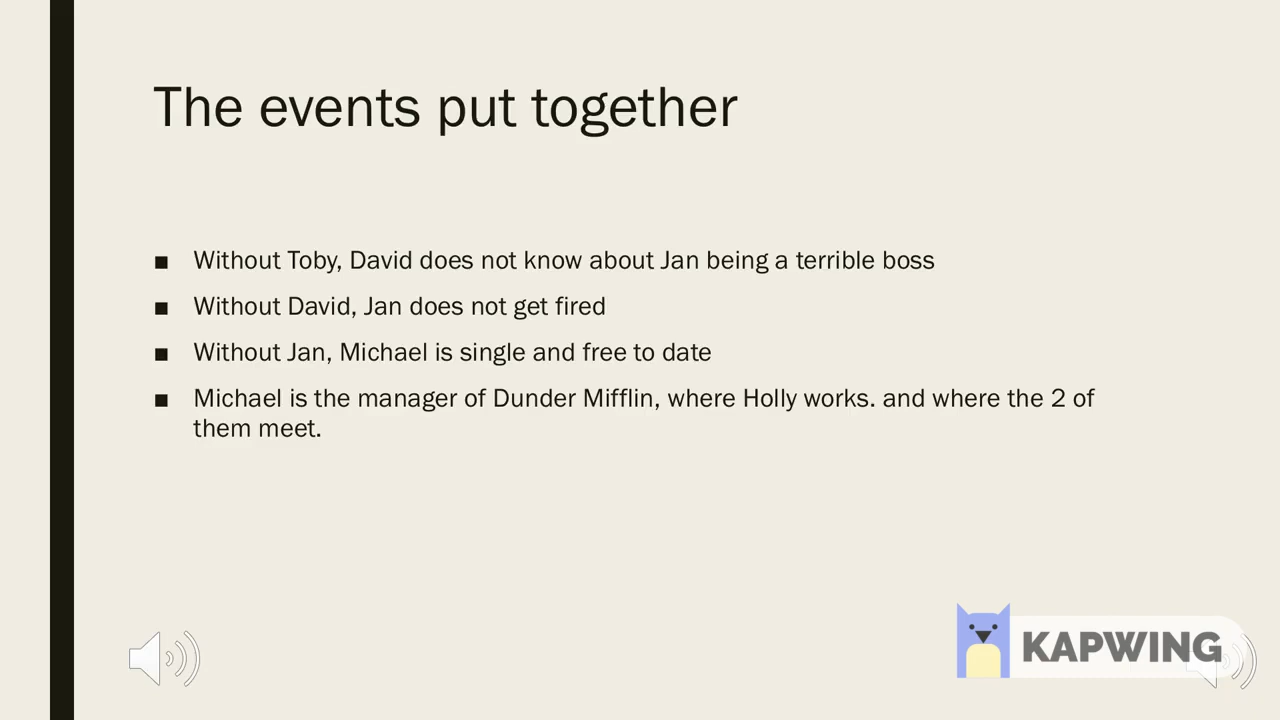 The events put together
■ Without Toby, David does not know about Jan being a terrible boss
■ Without David, Jan does not get fired
■ Without Jan, Michael is single and free to date
■ Michael is the manager of Dunder Mifflin, where Holly works. and where the 2 of
them meet.
KAPWING